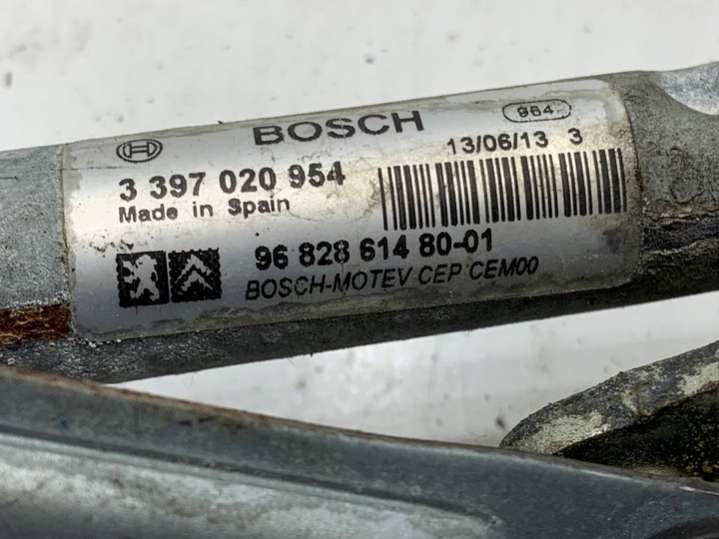 BOSCH
964
13/06/13 3
3 397 020 954
Made in Spain
96 828 614 80-01
BOSCH-MOTEV CEP CEM00